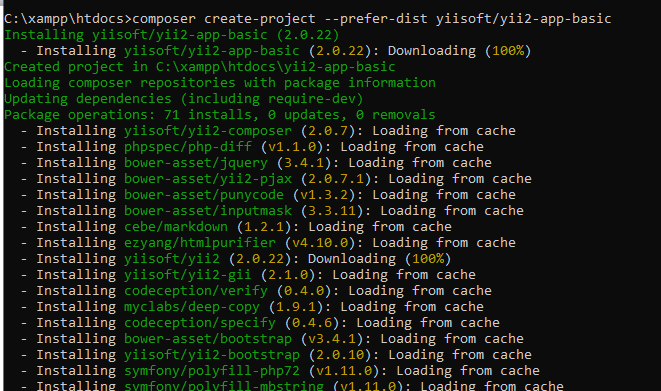 C:\xampp\htdocs>composer create-project --prefer-dist yiisoft/yii2-app-basic
Installing yiisoft/yii2-app-basic (2.0.22)
  - Installing yiisoft/yii2-app-basic (2.0.22): Downloading (100%)
Created project in C:\xampp\htdocs\yii2-app-basic
Loading composer repositories with package information
Updating dependencies (including require-dev)
Package operations: 71 installs, 0 updates, 0 removals
  - Installing yiisoft/yii2-composer (2.0.7): Loading from cache
  - Installing phpspec/php-diff (v1.1.0): Loading from cache
  - Installing bower-asset/jquery (3.4.1): Loading from cache
  - Installing bower-asset/yii2-pjax (2.0.7.1): Loading from cache
  - Installing bower-asset/punycode (v1.3.2): Loading from cache
  - Installing bower-asset/inputmask (3.3.11): Loading from cache
  - Installing cebe/markdown (1.2.1): Loading from cache
  - Installing ezyang/htmlpurifier (v4.10.0): Loading from cache
  - Installing yiisoft/yii2 (2.0.22): Downloading (100%)
  - Installing yiisoft/yii2-gii (2.1.0): Loading from cache
  - Installing codeception/verify (0.4.0): Loading from cache
  - Installing myclabs/deep-copy (1.9.1): Loading from cache
  - Installing codeception/specify (0.4.6): Loading from cache
  - Installing bower-asset/bootstrap (v3.4.1): Loading from cache
  - Installing yiisoft/yii2-bootstrap (2.0.10): Loading from cache
  - Installing symfony/polyfill-php72 (v1.11.0): Loading from cache
  - Installing symfony/polyfill-mbstring (v1.11.0): Loading from cache